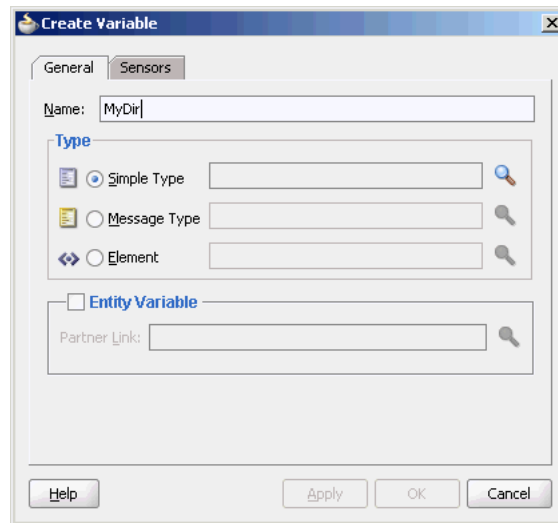 Create Variable
General Sensors
Name: MyDir
Type
Simple Type
Message Type
Element
Entity Variable
Partner Link:
Help Apply OK Cancel